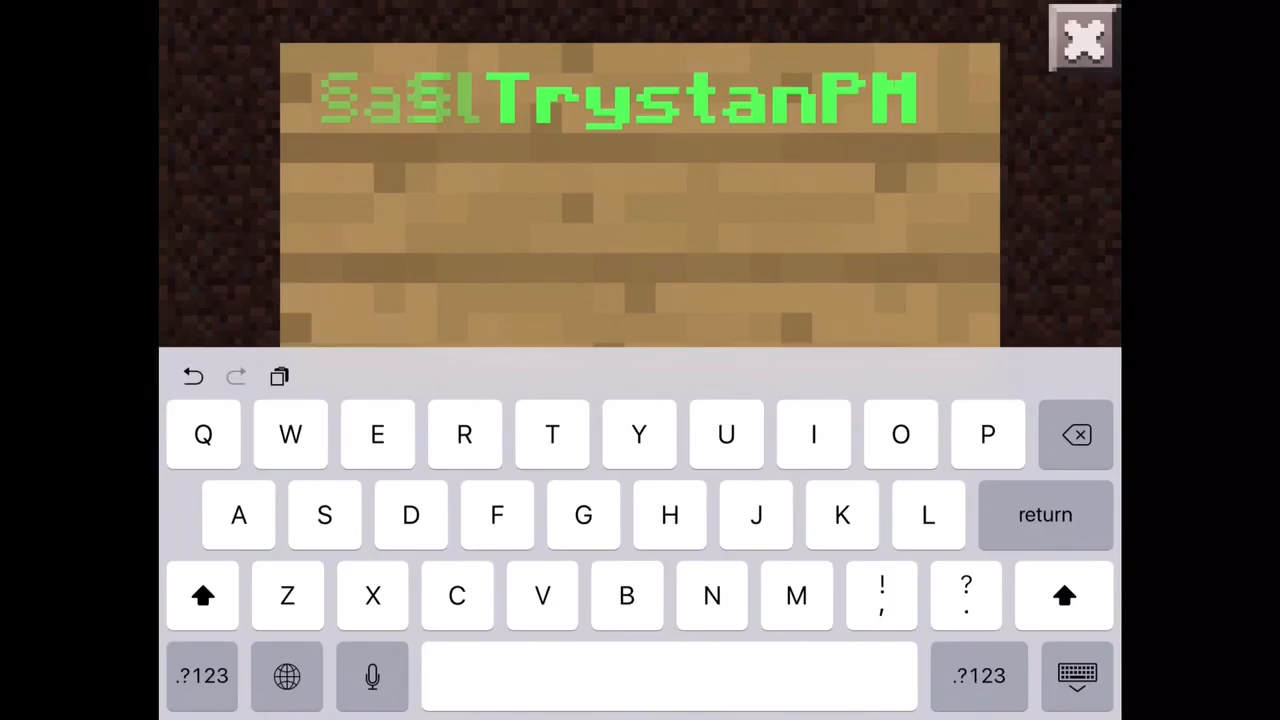 §a§lTrystanPM
Q W E R T Y U I O P
A S D F G H J K L return
Z X C V B N M ! , ? .
.?123 .?123